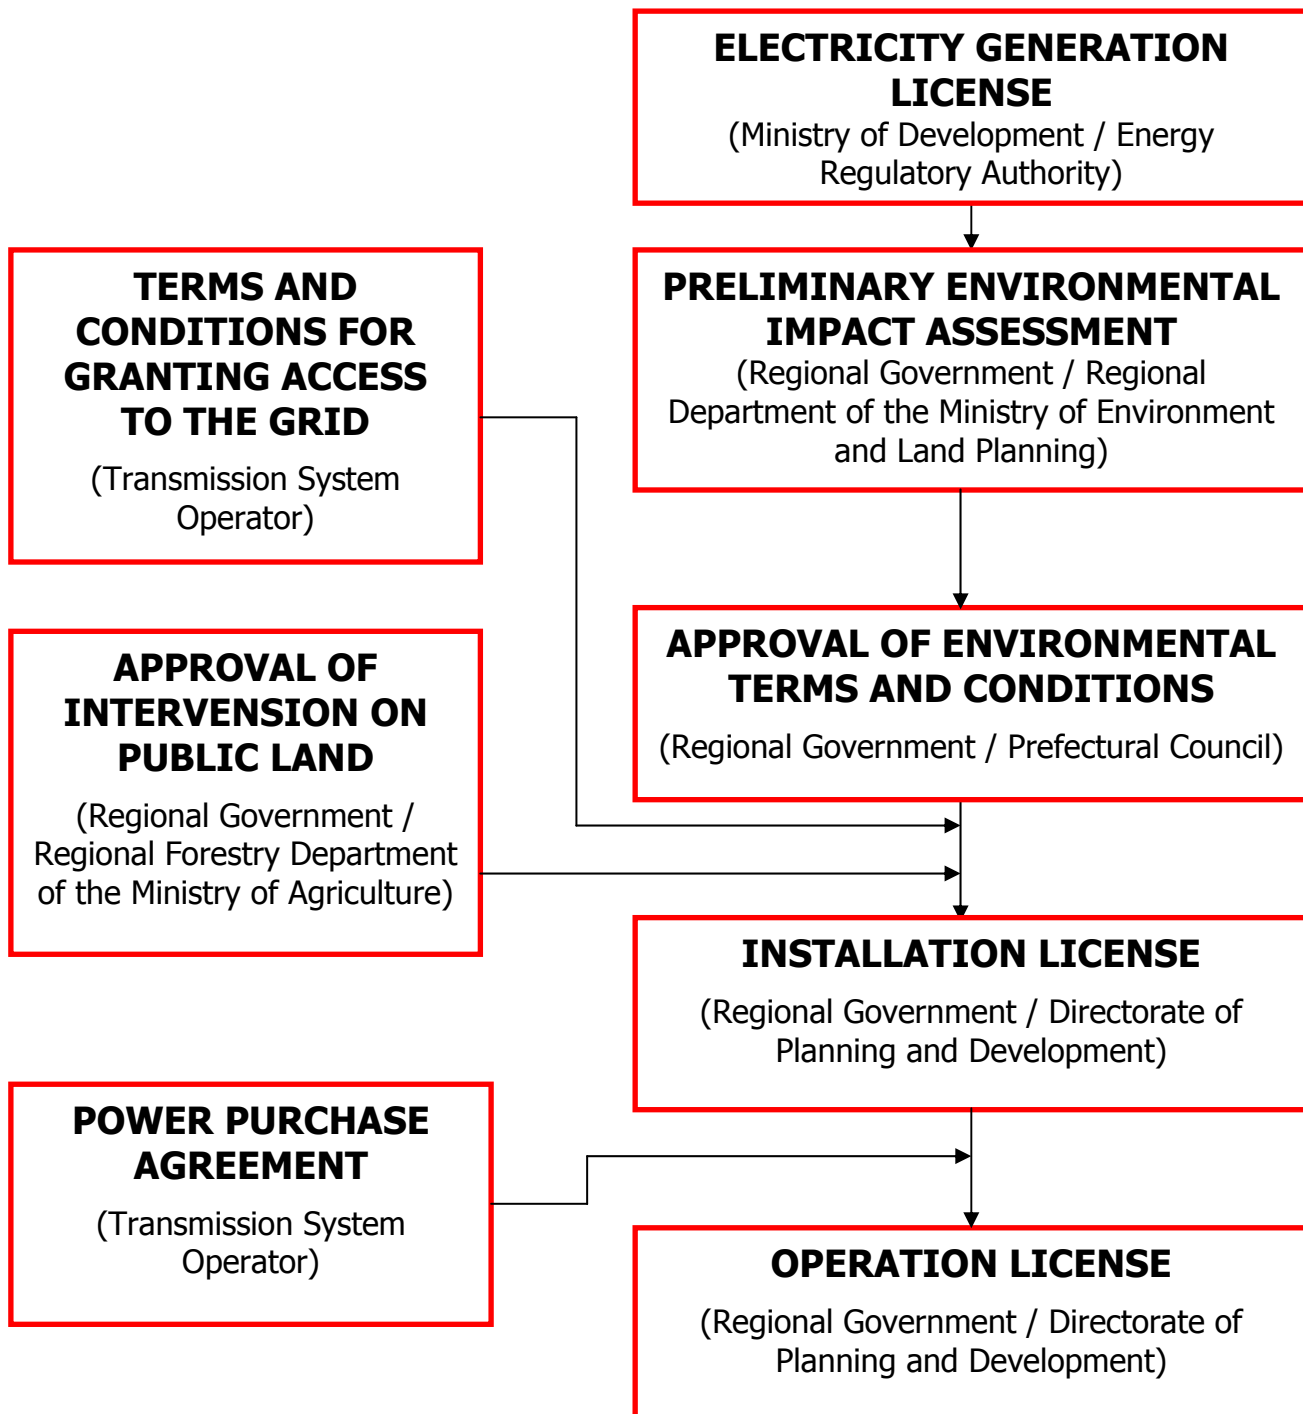 ELECTRICITY GENERATION
LICENSE
(Ministry of Development / Energy
Regulatory Authority)
TERMS AND
CONDITIONS FOR
GRANTING ACCESS
TO THE GRID
(Transmission System
Operator)
PRELIMINARY ENVIRONMENTAL
IMPACT ASSESSMENT
(Regional Government / Regional
Department of the Ministry of Environment
and Land Planning)
APPROVAL OF
INTERVENSION ON
PUBLIC LAND
(Regional Government /
Regional Forestry Department
of the Ministry of Agriculture)
APPROVAL OF ENVIRONMENTAL
TERMS AND CONDITIONS
(Regional Government / Prefectural Council)
INSTALLATION LICENSE
(Regional Government / Directorate of
Planning and Development)
POWER PURCHASE
AGREEMENT
(Transmission System
Operator)
OPERATION LICENSE
(Regional Government / Directorate of
Planning and Development)